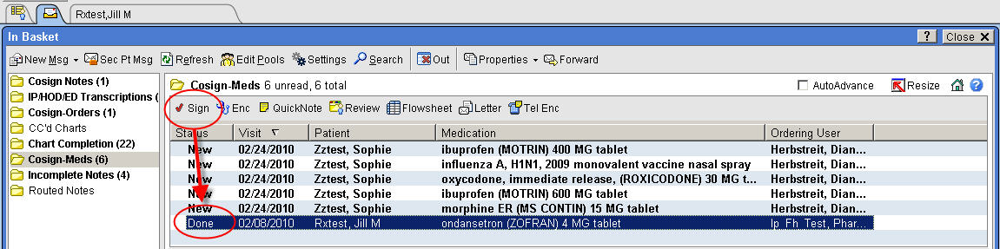 Rxtest,Jill M
In Basket ? Close X
New Msg Sec Pt Msg Refresh Edit Pools Settings Search Out Properties Forward
Cosign Notes (1)
IP/HOD/ED Transcriptions (
Cosign-Orders (1)
CC'd Charts
Chart Completion (22)
Cosign-Meds (6)
Incomplete Notes (4)
Routed Notes
Cosign-Meds 6 unread, 6 total AutoAdvance Resize ?
Sign Enc QuickNote Review Flowsheet Letter Tel Enc
Status Visit Patient Medication Ordering User
New 02/24/2010 Zztest, Sophie ibuprofen (MOTRIN) 400 MG tablet Herbstreit, Dian...
New 02/24/2010 Zztest, Sophie influenza A, H1N1, 2009 monovalent vaccine nasal spray Herbstreit, Dian...
New 02/24/2010 Zztest, Sophie oxycodone, immediate release, (ROXICODONE) 30 MG t... Herbstreit, Dian...
New 02/24/2010 Zztest, Sophie ibuprofen (MOTRIN) 600 MG tablet Herbstreit, Dian...
New 02/24/2010 Zztest, Sophie morphine ER (MS CONTIN) 15 MG tablet Herbstreit, Dian...
Done 02/08/2010 Rxtest, Jill M ondansetron (ZOFRAN) 4 MG tablet Ip Fh Test, Phar...